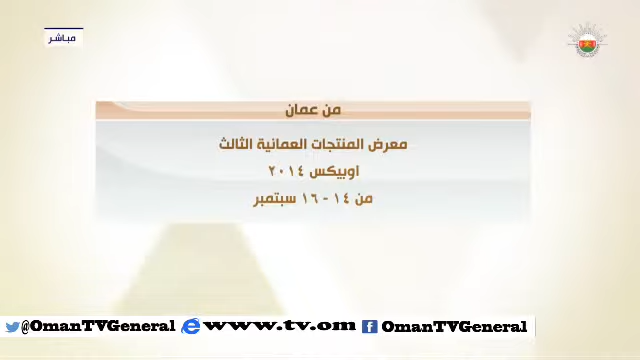 مباشر
من عمان
معرض المنتجات العمانية الثالث
اوبيكس ٢٠١٤
من ١٤ - ١٦ سبتمبر
@OmanTVGeneral www.tv.om OmanTVGeneral